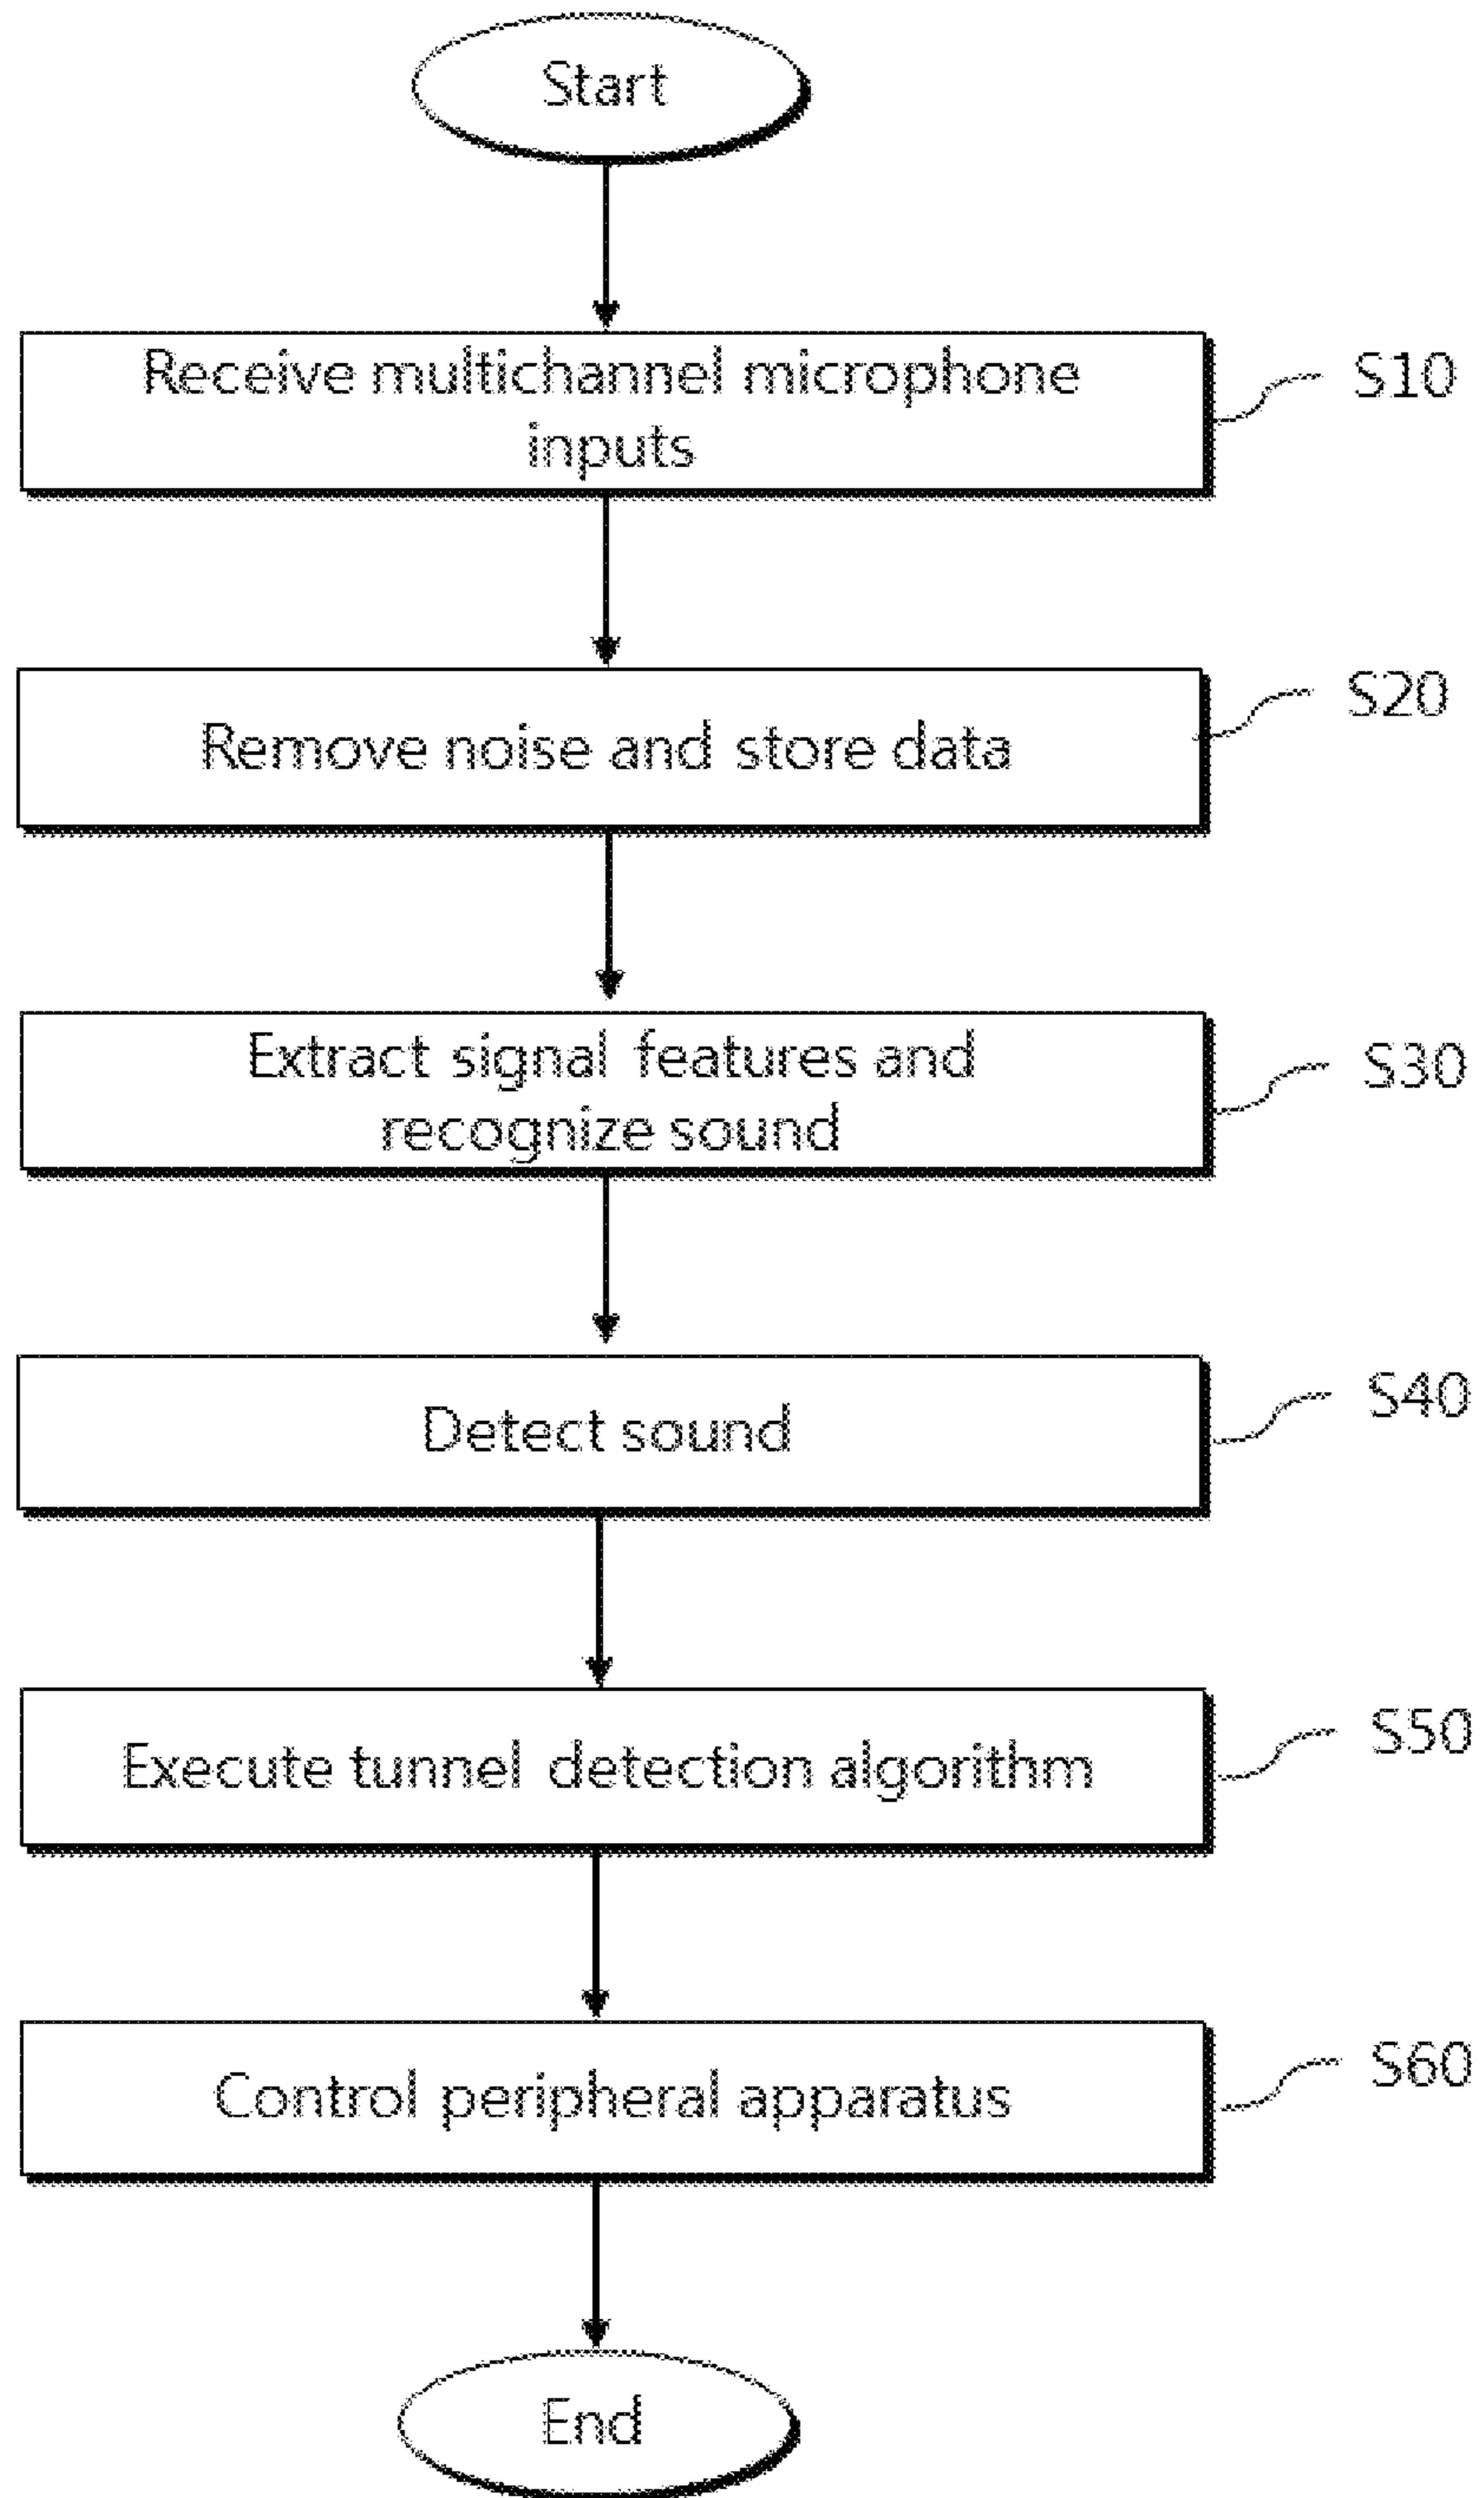 Start
Receive multichannel microphone
inputs
S10
Remove noise and store data
S20
Extract signal features and
recognize sound
S30
Detect sound
S40
Execute tunnel detection algorithm
S50
Control peripheral apparatus
S60
End